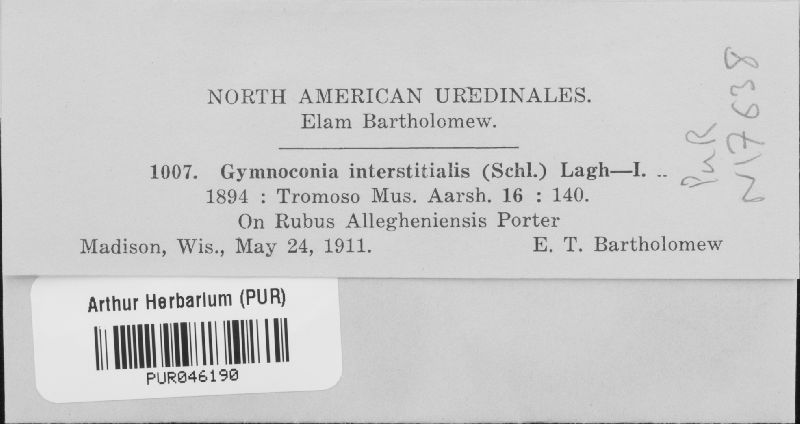 NORTH AMERICAN UREDINALES.
Elam Bartholomew.
1007. Gymnoconia interstitialis (Schl.) Lagh—I. ..
1894 : Tromoso Mus. Aarsh. 16 : 140.
On Rubus Allegheniensis Porter
Madison, Wis., May 24, 1911. E. T. Bartholomew
PUR
N17638
Arthur Herbarium (PUR)
PUR046190